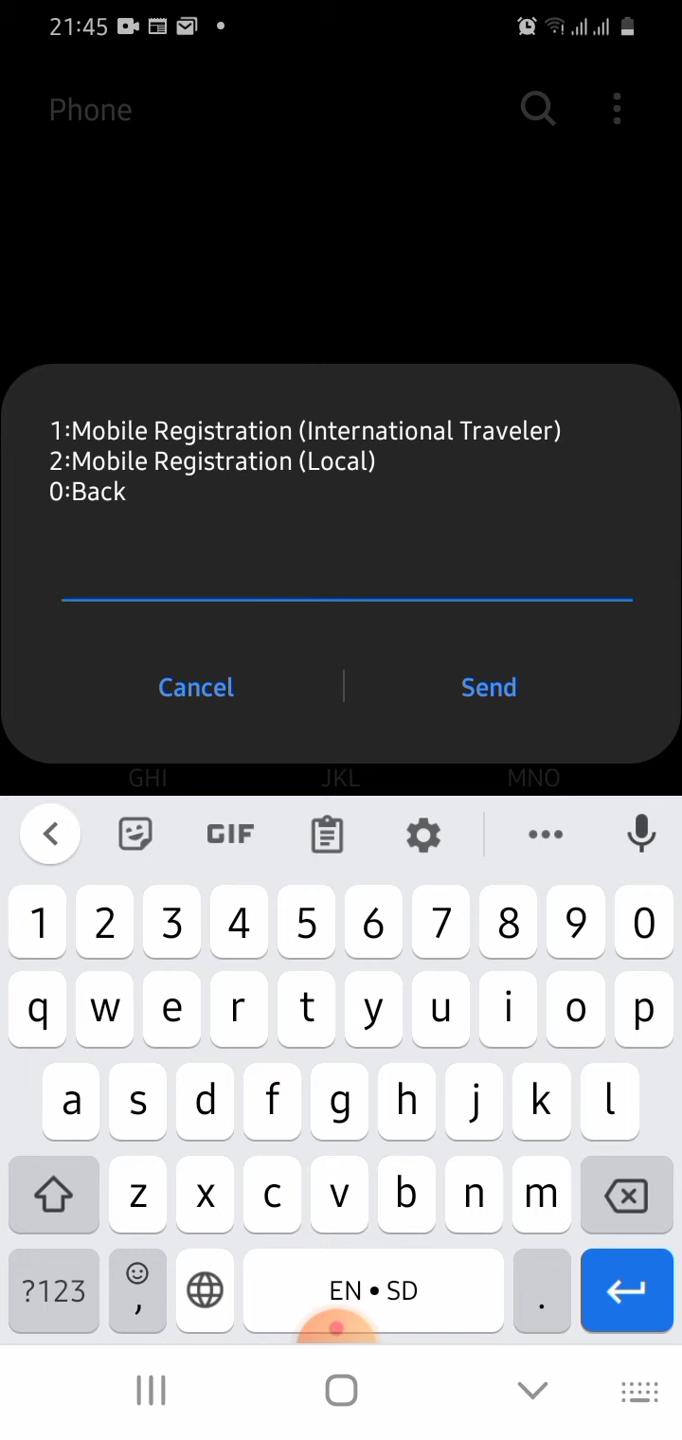 21:45
Phone
1:Mobile Registration (International Traveler)
2:Mobile Registration (Local)
0:Back
Cancel
Send
GHI JKL MNO
GIF
1 2 3 4 5 6 7 8 9 0
q w e r t y u i o p
a s d f g h j k l
z x c v b n m
?123 , EN • SD .